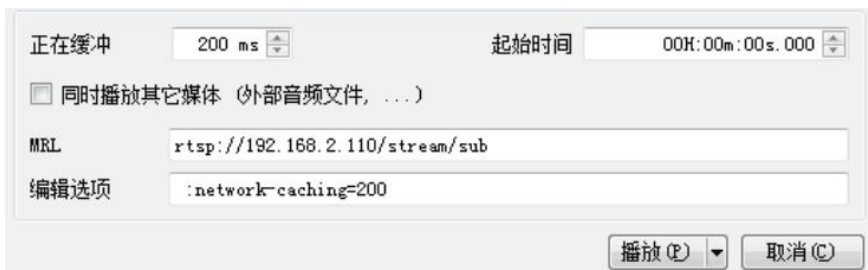 正在缓冲 200 ms 起始时间 00H:00m:00s.000
同时播放其它媒体 (外部音频文件, ...)
MRL rtsp://192.168.2.110/stream/sub
编辑选项 :network-caching=200
播放(P) 取消(C)